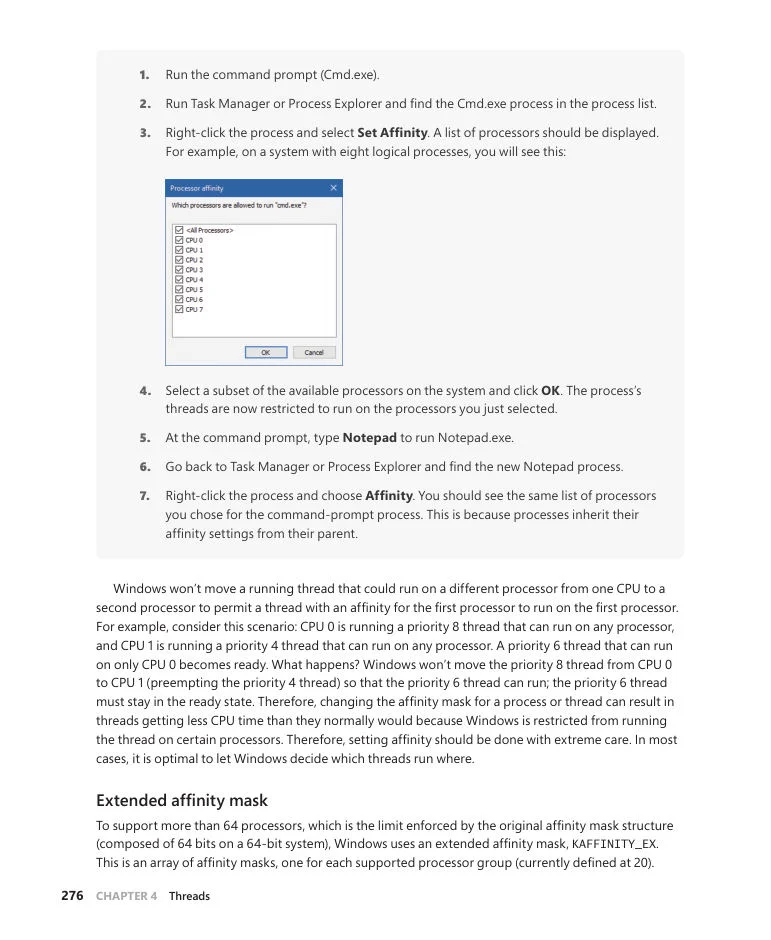 1. Run the command prompt (Cmd.exe).
2. Run Task Manager or Process Explorer and find the Cmd.exe process in the process list.
3. Right-click the process and select Set Affinity. A list of processors should be displayed.
For example, on a system with eight logical processes, you will see this:
Processor affinity
Which processors are allowed to run "cmd.exe"?
<All Processors>
CPU 0
CPU 1
CPU 2
CPU 3
CPU 4
CPU 5
CPU 6
CPU 7
OK Cancel
4. Select a subset of the available processors on the system and click OK. The process’s
threads are now restricted to run on the processors you just selected.
5. At the command prompt, type Notepad to run Notepad.exe.
6. Go back to Task Manager or Process Explorer and find the new Notepad process.
7. Right-click the process and choose Affinity. You should see the same list of processors
you chose for the command-prompt process. This is because processes inherit their
affinity settings from their parent.
Windows won’t move a running thread that could run on a different processor from one CPU to a
second processor to permit a thread with an affinity for the first processor to run on the first processor.
For example, consider this scenario: CPU 0 is running a priority 8 thread that can run on any processor,
and CPU 1 is running a priority 4 thread that can run on any processor. A priority 6 thread that can run
on only CPU 0 becomes ready. What happens? Windows won’t move the priority 8 thread from CPU 0
to CPU 1 (preempting the priority 4 thread) so that the priority 6 thread can run; the priority 6 thread
must stay in the ready state. Therefore, changing the affinity mask for a process or thread can result in
threads getting less CPU time than they normally would because Windows is restricted from running
the thread on certain processors. Therefore, setting affinity should be done with extreme care. In most
cases, it is optimal to let Windows decide which threads run where.
Extended affinity mask
To support more than 64 processors, which is the limit enforced by the original affinity mask structure
(composed of 64 bits on a 64-bit system), Windows uses an extended affinity mask, KAFFINITY_EX.
This is an array of affinity masks, one for each supported processor group (currently defined at 20).
276 CHAPTER 4 Threads